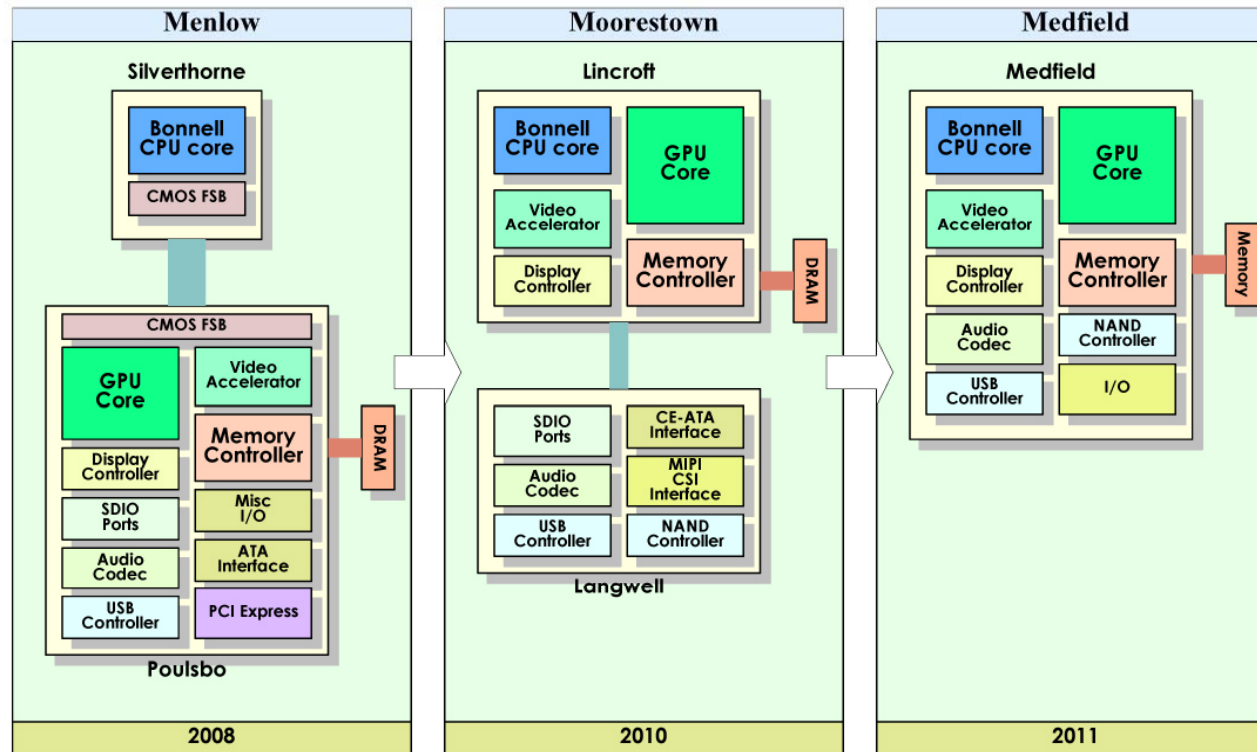 Menlow
Silverthorne
Bonnell
CPU core
CMOS FSB
CMOS FSB
GPU
Core
Video
Accelerator
Memory
Controller
DRAM
Display
Controller
SDIO
Ports
Misc
I/O
Audio
Codec
ATA
Interface
USB
Controller
PCI Express
Poulsbo
2008
Moorestown
Lincroft
Bonnell
CPU core
GPU
Core
Video
Accelerator
Display
Controller
Memory
Controller
DRAM
SDIO
Ports
CE-ATA
Interface
Audio
Codec
MIPI
CSI
Interface
USB
Controller
NAND
Controller
Langwell
2010
Medfield
Medfield
Bonnell
CPU core
GPU
Core
Video
Accelerator
Display
Controller
Memory
Controller
Memory
Audio
Codec
NAND
Controller
USB
Controller
I/O
2011